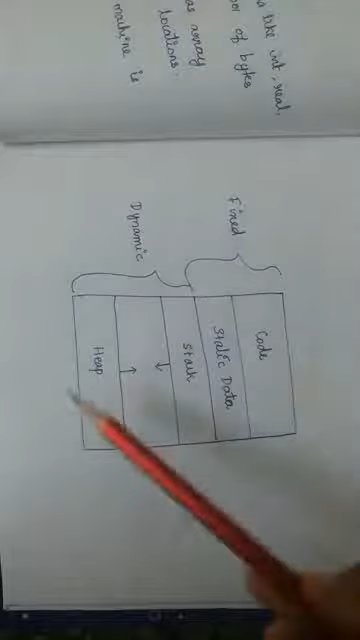 like int, real,
of bytes
as array
locations..
machine is
Fixed
Dynamic
Code
Static Data
Stack
↓
↑
Heap